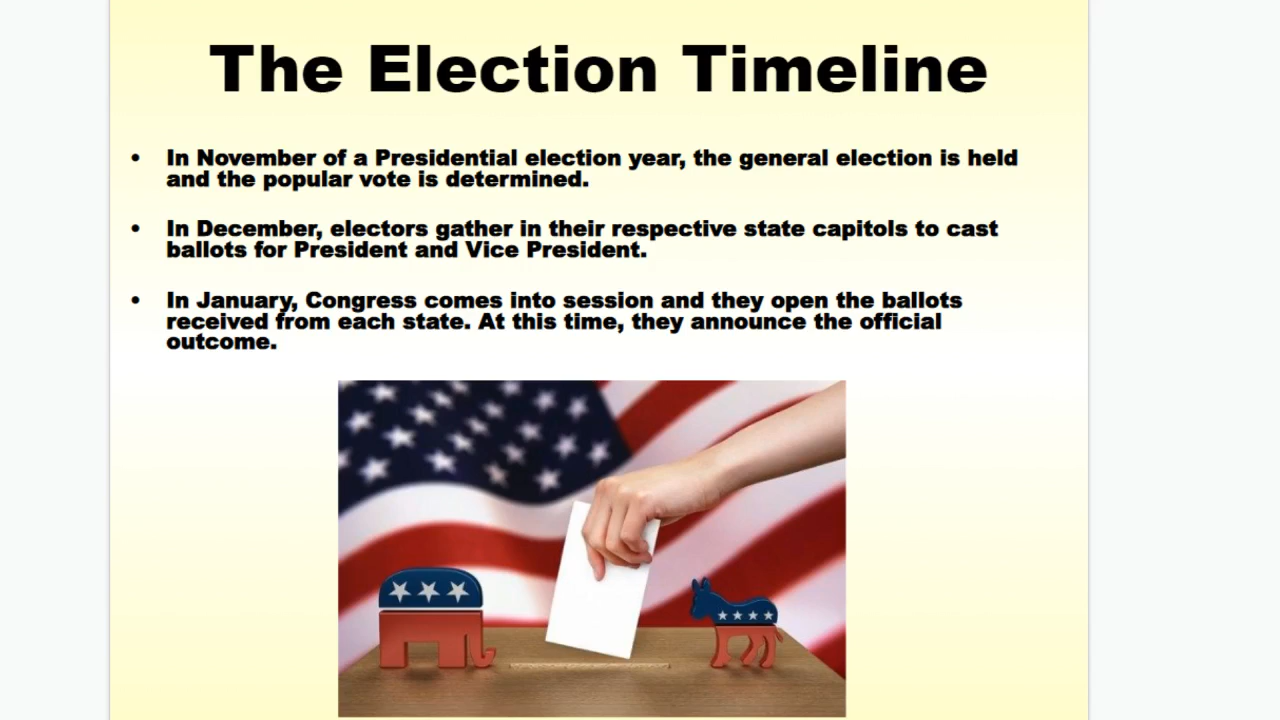 The Election Timeline
• In November of a Presidential election year, the general election is held
and the popular vote is determined.
• In December, electors gather in their respective state capitols to cast
ballots for President and Vice President.
• In January, Congress comes into session and they open the ballots
received from each state. At this time, they announce the official
outcome.